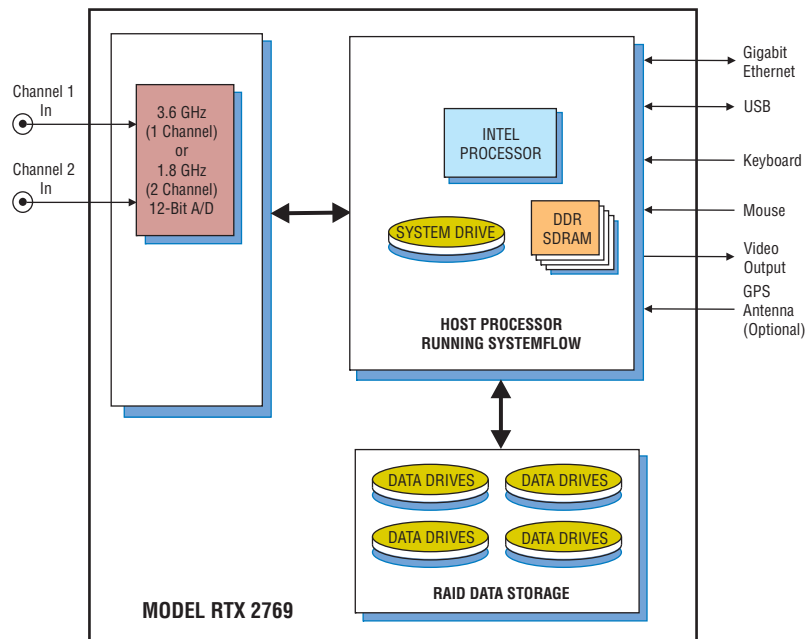 Channel 1
In
Channel 2
In
3.6 GHz
(1 Channel)
or
1.8 GHz
(2 Channel)
12-Bit A/D
INTEL
PROCESSOR
SYSTEM DRIVE
DDR
SDRAM
HOST PROCESSOR
RUNNING SYSTEMFLOW
Gigabit
Ethernet
USB
Keyboard
Mouse
Video
Output
GPS
Antenna
(Optional)
DATA DRIVES
DATA DRIVES
DATA DRIVES
DATA DRIVES
RAID DATA STORAGE
MODEL RTX 2769